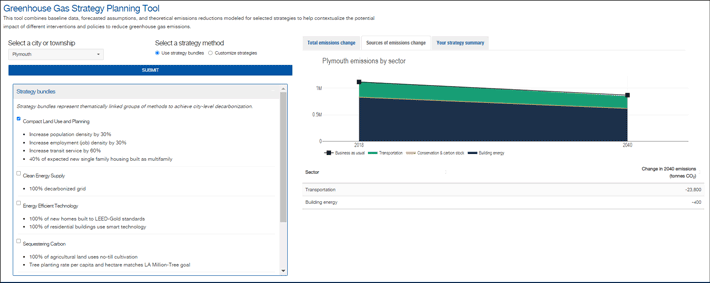 Greenhouse Gas Strategy Planning Tool
This tool combines baseline data, forecasted assumptions, and theoretical emissions reductions modeled for selected strategies to help contextualize the potential
impact of different interventions and policies to reduce greenhouse gas emissions.
Select a city or township
Plymouth
Select a strategy method
Use strategy bundles
Customize strategies
SUBMIT
Strategy bundles
Strategy bundles represent thematically linked groups of methods to achieve city-level decarbonization.
Compact Land Use and Planning
• Increase population density by 30%
• Increase employment (job) density by 30%
• Increase transit service by 60%
• 40% of expected new single family housing built as multifamily
Clean Energy Supply
• 100% decarbonized grid
Energy Efficient Technology
• 100% of new homes built to LEED-Gold standards
• 100% of residential buildings use smart technology
Sequestering Carbon
• 100% of agricultural land uses no-till cultivation
• Tree planting rate per capita and hectare matches LA Million-Tree goal
Total emissions change
Sources of emissions change
Your strategy summary
Plymouth emissions by sector
1M
0.5M
0
2018
2040
Business as usual
Transportation
Conservation & carbon stock
Building energy
Sector
Change in 2040 emissions
(tonnes CO₂)
Transportation
-23,600
Building energy
-400